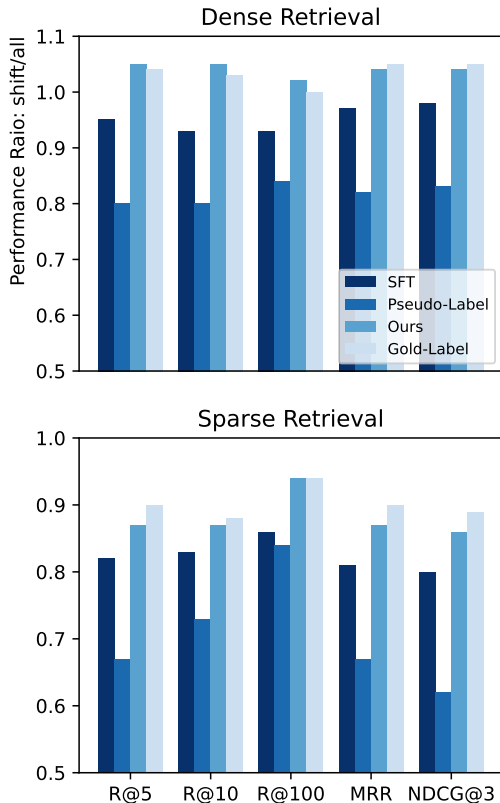 Dense Retrieval
Performance Raio: shift/all
1.1
1.0
0.9
0.8
0.7
0.6
0.5
SFT
Pseudo-Label
Ours
Gold-Label
Sparse Retrieval
1.0
0.9
0.8
0.7
0.6
0.5
R@5 R@10 R@100 MRR NDCG@3